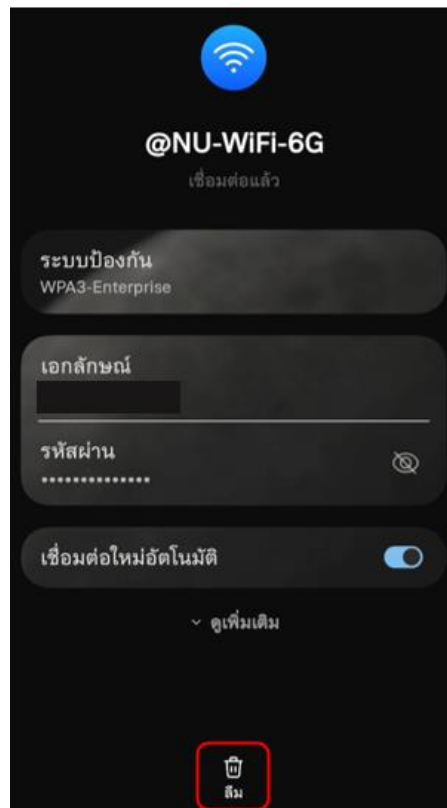 @NU-WiFi-6G
เชื่อมต่อแล้ว
ระบบป้องกัน
WPA3-Enterprise
เอกลักษณ์
รหัสผ่าน
••••••••••••••
เชื่อมต่อใหม่อัตโนมัติ
ดูเพิ่มเติม
ลืม